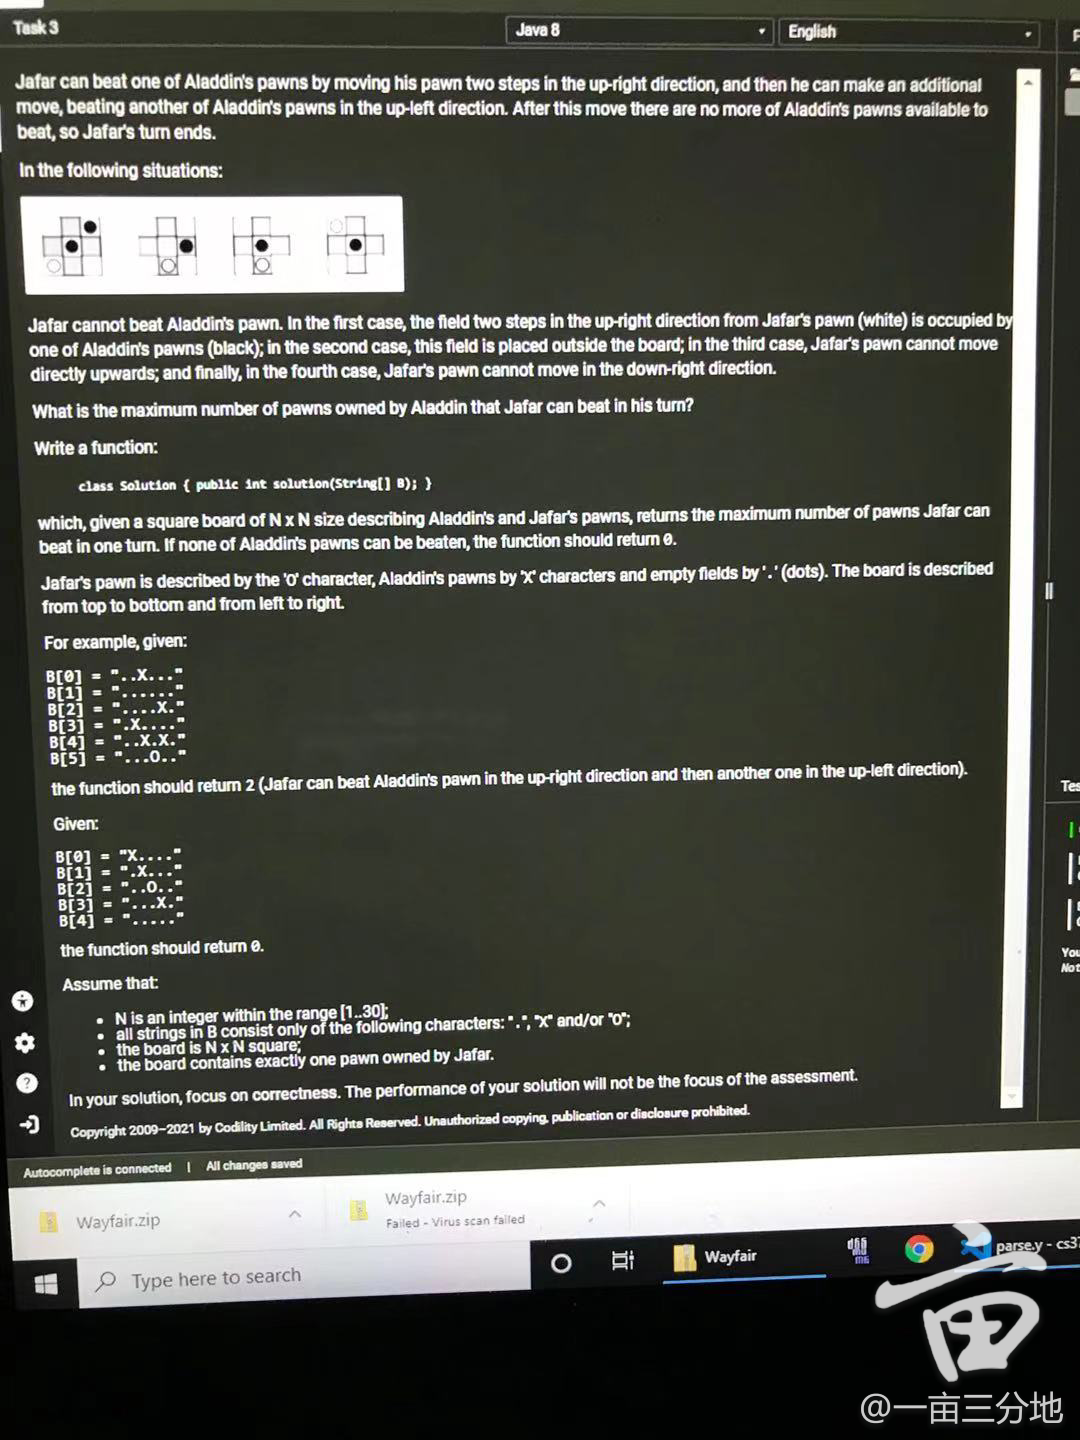 Task 3
Java 8
English
Jafar can beat one of Aladdin's pawns by moving his pawn two steps in the up-right direction, and then he can make an additional
move, beating another of Aladdin's pawns in the up-left direction. After this move there are no more of Aladdin's pawns available to
beat, so Jafar's turn ends.
In the following situations:
Jafar cannot beat Aladdin's pawn. In the first case, the field two steps in the up-right direction from Jafar's pawn (white) is occupied by
one of Aladdin's pawns (black); in the second case, this field is placed outside the board; in the third case, Jafar's pawn cannot move
directly upwards; and finally, in the fourth case, Jafar's pawn cannot move in the down-right direction.
What is the maximum number of pawns owned by Aladdin that Jafar can beat in his turn?
Write a function:
class Solution { public int solution(String[] B); }
which, given a square board of N x N size describing Aladdin's and Jafar's pawns, returns the maximum number of pawns Jafar can
beat in one turn. If none of Aladdin's pawns can be beaten, the function should return 0.
Jafar's pawn is described by the 'O' character, Aladdin's pawns by 'X' characters and empty fields by '.' (dots). The board is described
from top to bottom and from left to right.
For example, given:
B[0] = "..X..."
B[1] = "......"
B[2] = "....X."
B[3] = ".X...."
B[4] = "..X.X."
B[5] = "...O.."
the function should return 2 (Jafar can beat Aladdin's pawn in the up-right direction and then another one in the up-left direction).
Given:
B[0] = "X...."
B[1] = ".X..."
B[2] = "..O.."
B[3] = "...X."
B[4] = "....."
the function should return 0.
Assume that:
• N is an integer within the range [1..30];
• all strings in B consist only of the following characters: ".", "X" and/or "O";
• the board is N x N square;
• the board contains exactly one pawn owned by Jafar.
In your solution, focus on correctness. The performance of your solution will not be the focus of the assessment.
Copyright 2009–2021 by Codility Limited. All Rights Reserved. Unauthorized copying, publication or disclosure prohibited.
Tes
You
Not
Autocomplete is connected | All changes saved
Wayfair.zip
Wayfair.zip
Failed - Virus scan failed
Type here to search
Wayfair
parse.y - cs37
亩
@一亩三分地